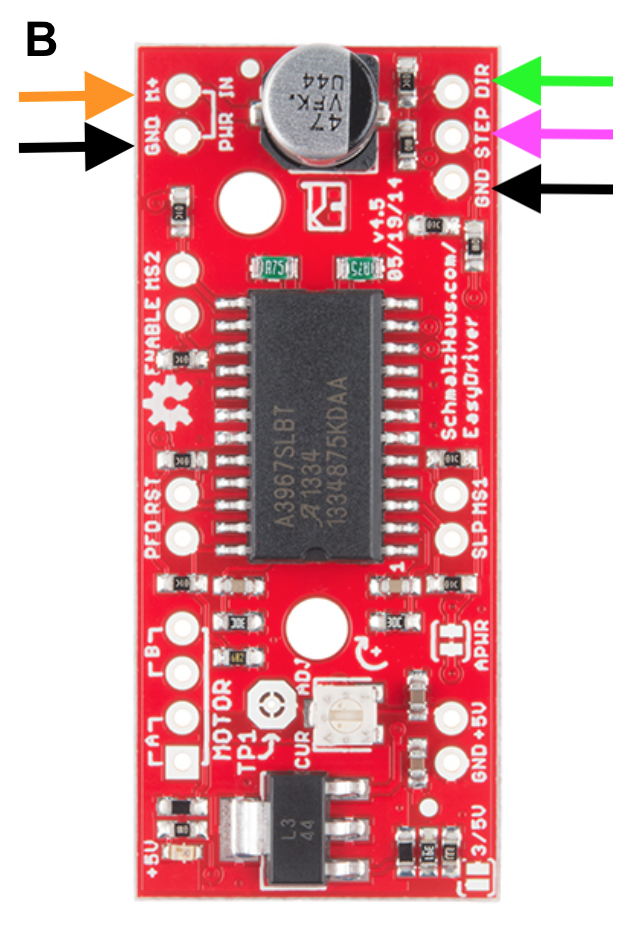 B
M+
GND
PWR IN
47
VFK.
U44
DIR
STEP
GND
v4.5
05/19/14
MS2
ENABLE
SchmalzHaus.com/
EasyDriver
A3967SLBT
1334
1334875KDAA
RST
PFD
MS1
SLP
1
B
A
MOTOR
TP1
CUR ADJ
+
APWR
+5V
GND
L3
44
+5V
3/5V